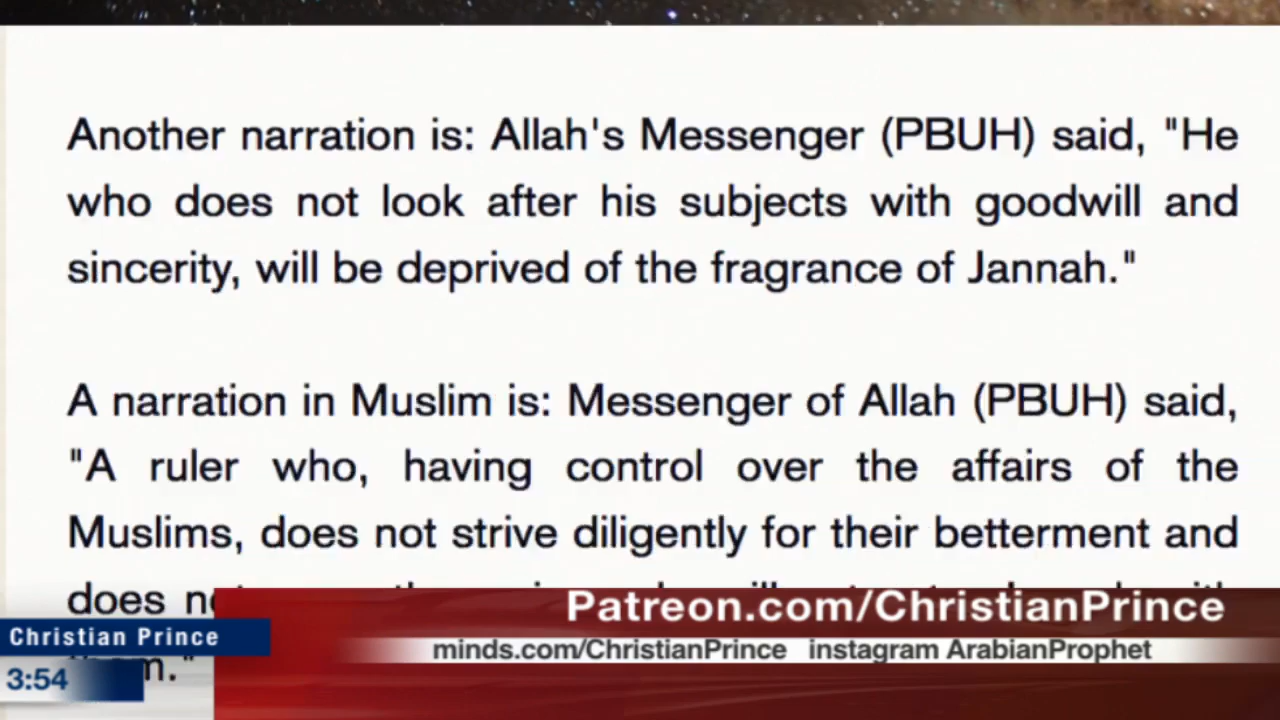 Another narration is: Allah's Messenger (PBUH) said, "He
who does not look after his subjects with goodwill and
sincerity, will be deprived of the fragrance of Jannah."
A narration in Muslim is: Messenger of Allah (PBUH) said,
"A ruler who, having control over the affairs of the
Muslims, does not strive diligently for their betterment and
does
Patreon.com/ChristianPrince
Christian Prince
minds.com/ChristianPrince instagram ArabianProphet
3:54